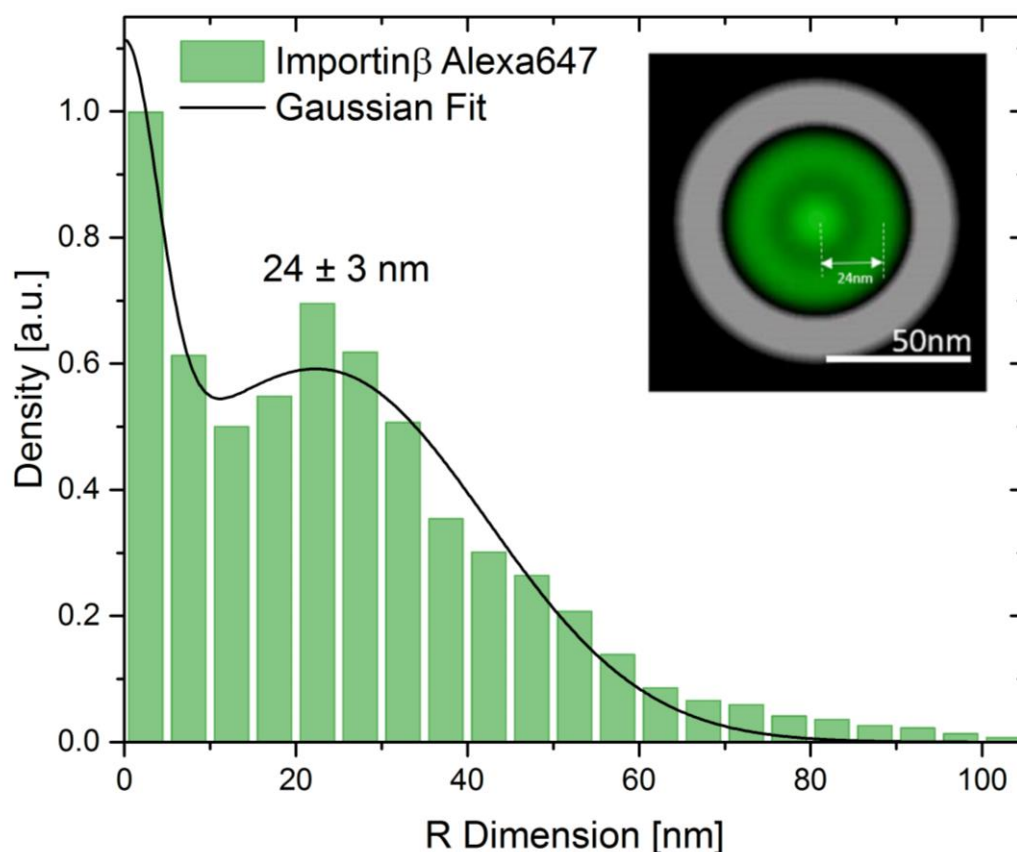 Importinβ Alexa647
Gaussian Fit
24 ± 3 nm
24nm
50nm
Density [a.u.]
1.0
0.8
0.6
0.4
0.2
0.0
0 20 40 60 80 100
R Dimension [nm]